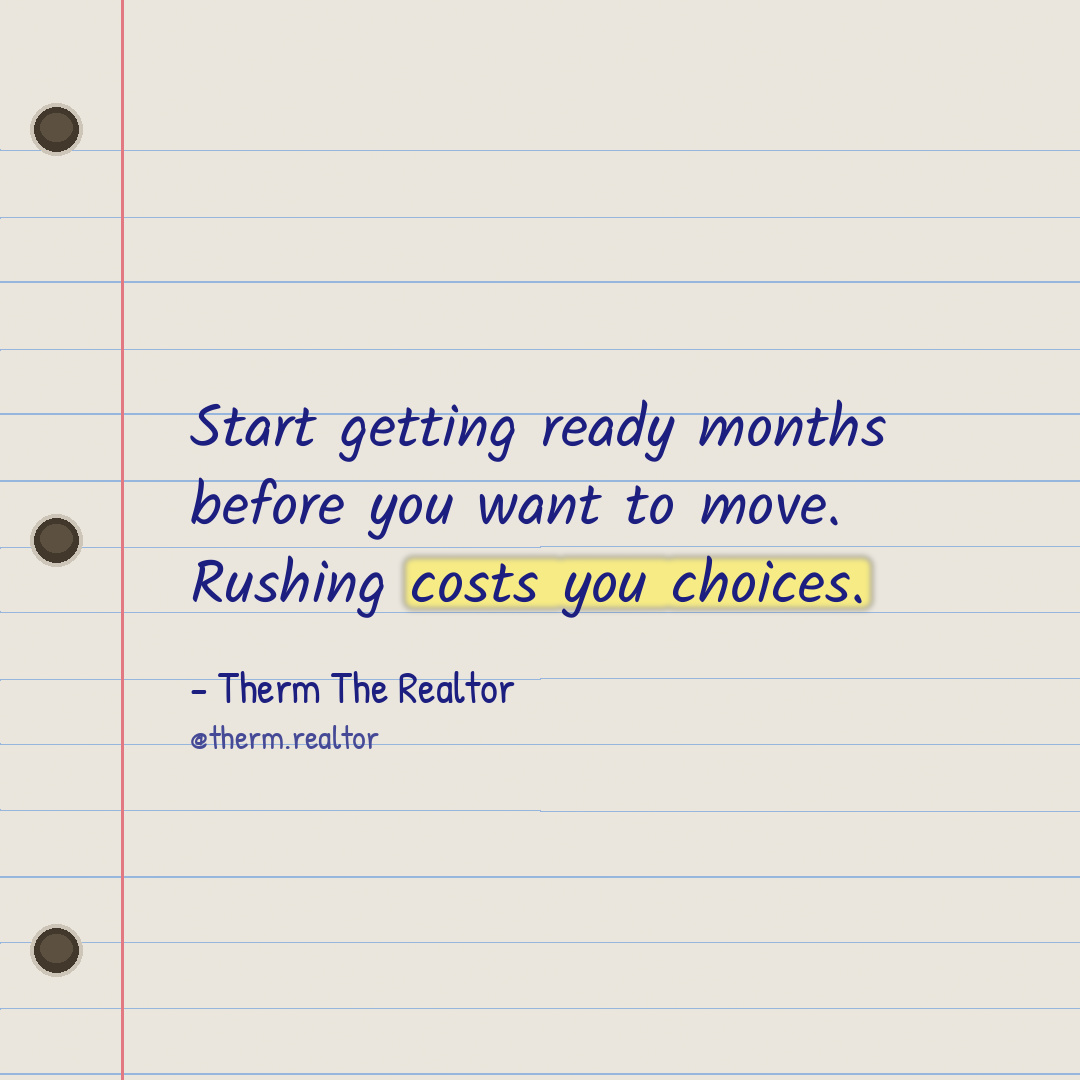 Start getting ready months
before you want to move.
Rushing costs you choices.
– Therm The Realtor
@therm.realtor